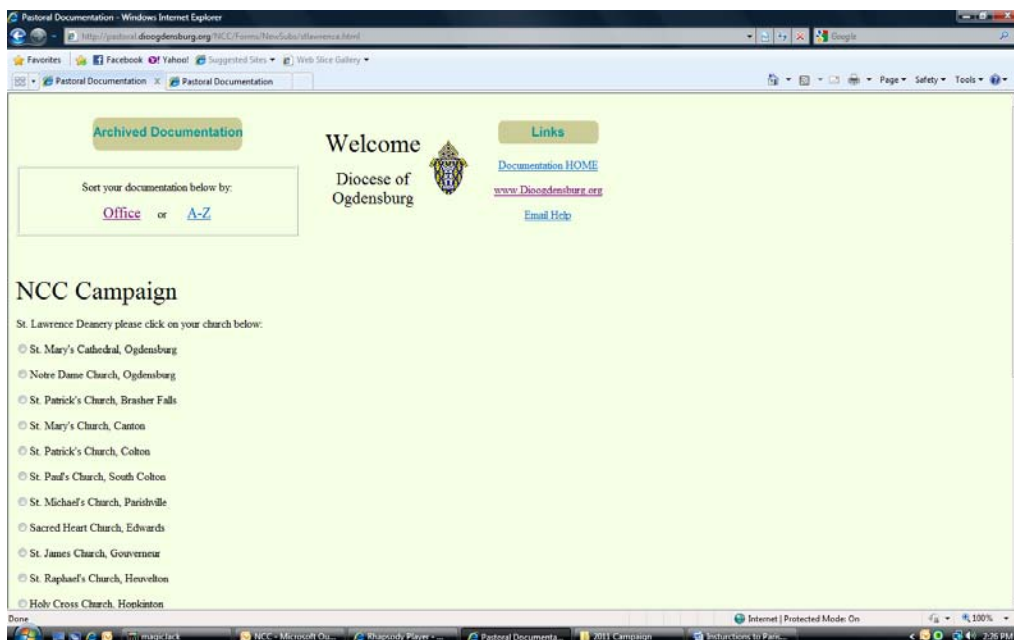 Pastoral Documentation - Windows Internet Explorer
http://pastoral.dioogdensburg.org/NCC/Forms/NewSubs/stlawrence.html
Google
Favorites Facebook Yahoo! Suggested Sites Web Slice Gallery
Pastoral Documentation X Pastoral Documentation
Page Safety Tools
Archived Documentation
Sort your documentation below by:
Office or A-Z
Welcome
Diocese of
Ogdensburg
Links
Documentation HOME
www.Dioogdensburg.org
Email Help
NCC Campaign
St. Lawrence Deanery please click on your church below:
St. Mary's Cathedral, Ogdensburg
Notre Dame Church, Ogdensburg
St. Patrick's Church, Brasher Falls
St. Mary's Church, Canton
St. Patrick's Church, Colton
St. Paul's Church, South Colton
St. Michael's Church, Parishville
Sacred Heart Church, Edwards
St. James Church, Gouverneur
St. Raphael's Church, Heuvelton
Holy Cross Church, Hopkinton
Done
Internet | Protected Mode: On
100%
magicJack
NCC - Microsoft Ou...
Rhapsody Player - ...
Pastoral Documenta...
2011 Campaign
Insturctions to Paris...
2:26 PM